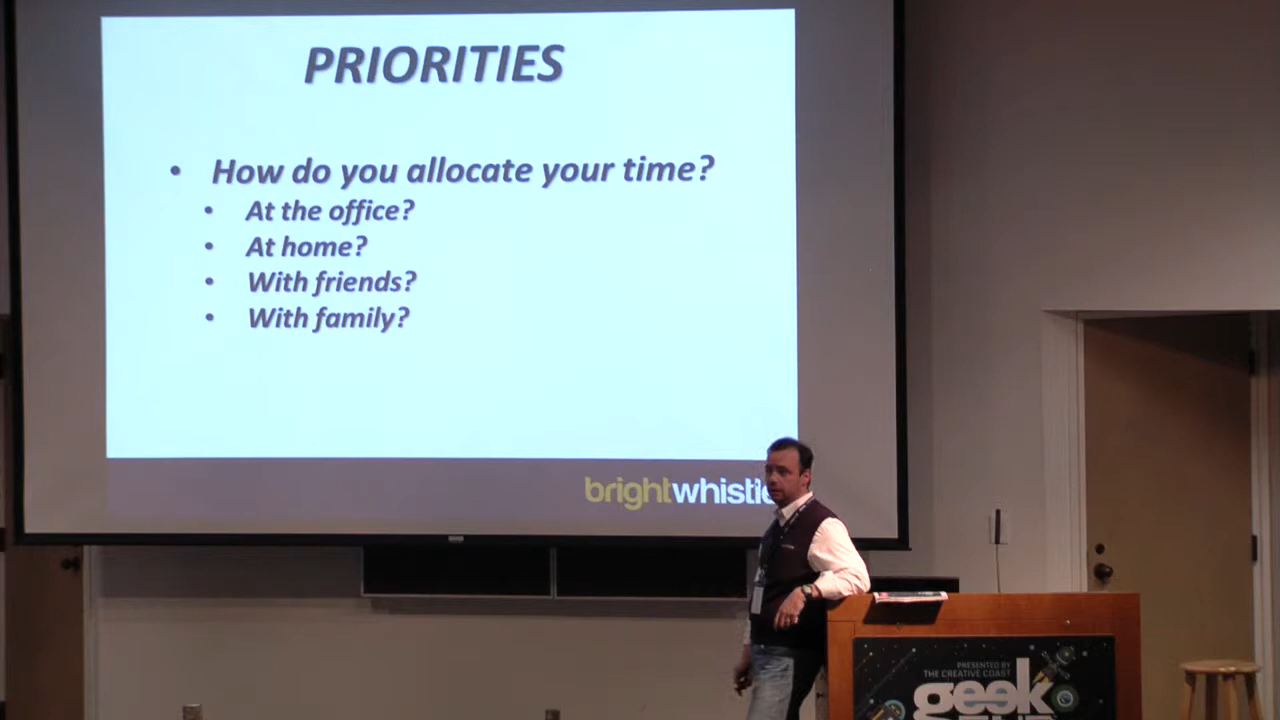 PRIORITIES
• How do you allocate your time?
• At the office?
• At home?
• With friends?
• With family?
brightwhistle
PRESENTED BY
THE CREATIVE COAST
geek